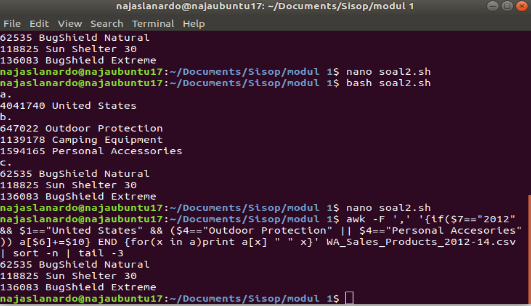 najaslanardo@najaubuntu17: ~/Documents/Sisop/modul 1
File Edit View Search Terminal Help
62535 BugShield Natural
118825 Sun Shelter 30
136083 BugShield Extreme
najaslanardo@najaubuntu17:~/Documents/Sisop/modul 1$ nano soal2.sh
najaslanardo@najaubuntu17:~/Documents/Sisop/modul 1$ bash soal2.sh
a.
4041740 United States
b.
647022 Outdoor Protection
1139178 Camping Equipment
1594165 Personal Accessories
c.
62535 BugShield Natural
118825 Sun Shelter 30
136083 BugShield Extreme
najaslanardo@najaubuntu17:~/Documents/Sisop/modul 1$ nano soal2.sh
najaslanardo@najaubuntu17:~/Documents/Sisop/modul 1$ awk -F ',' '{if($7=="2012"
&& $1=="United States" && ($4=="Outdoor Protection" || $4=="Personal Accesories"
)) a[$6]+=$10} END {for(x in a)print a[x] " " x}' WA_Sales_Products_2012-14.csv
| sort -n | tail -3
62535 BugShield Natural
118825 Sun Shelter 30
136083 BugShield Extreme
najaslanardo@najaubuntu17:~/Documents/Sisop/modul 1$